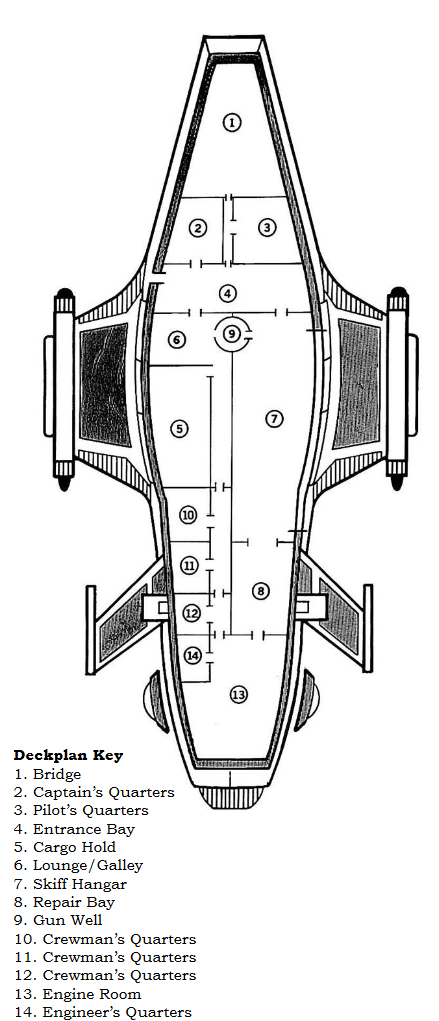 1
2
3
4
9
6
7
5
10
11
8
12
14
13
Deckplan Key
1. Bridge
2. Captain’s Quarters
3. Pilot’s Quarters
4. Entrance Bay
5. Cargo Hold
6. Lounge/Galley
7. Skiff Hangar
8. Repair Bay
9. Gun Well
10. Crewman’s Quarters
11. Crewman’s Quarters
12. Crewman’s Quarters
13. Engine Room
14. Engineer’s Quarters